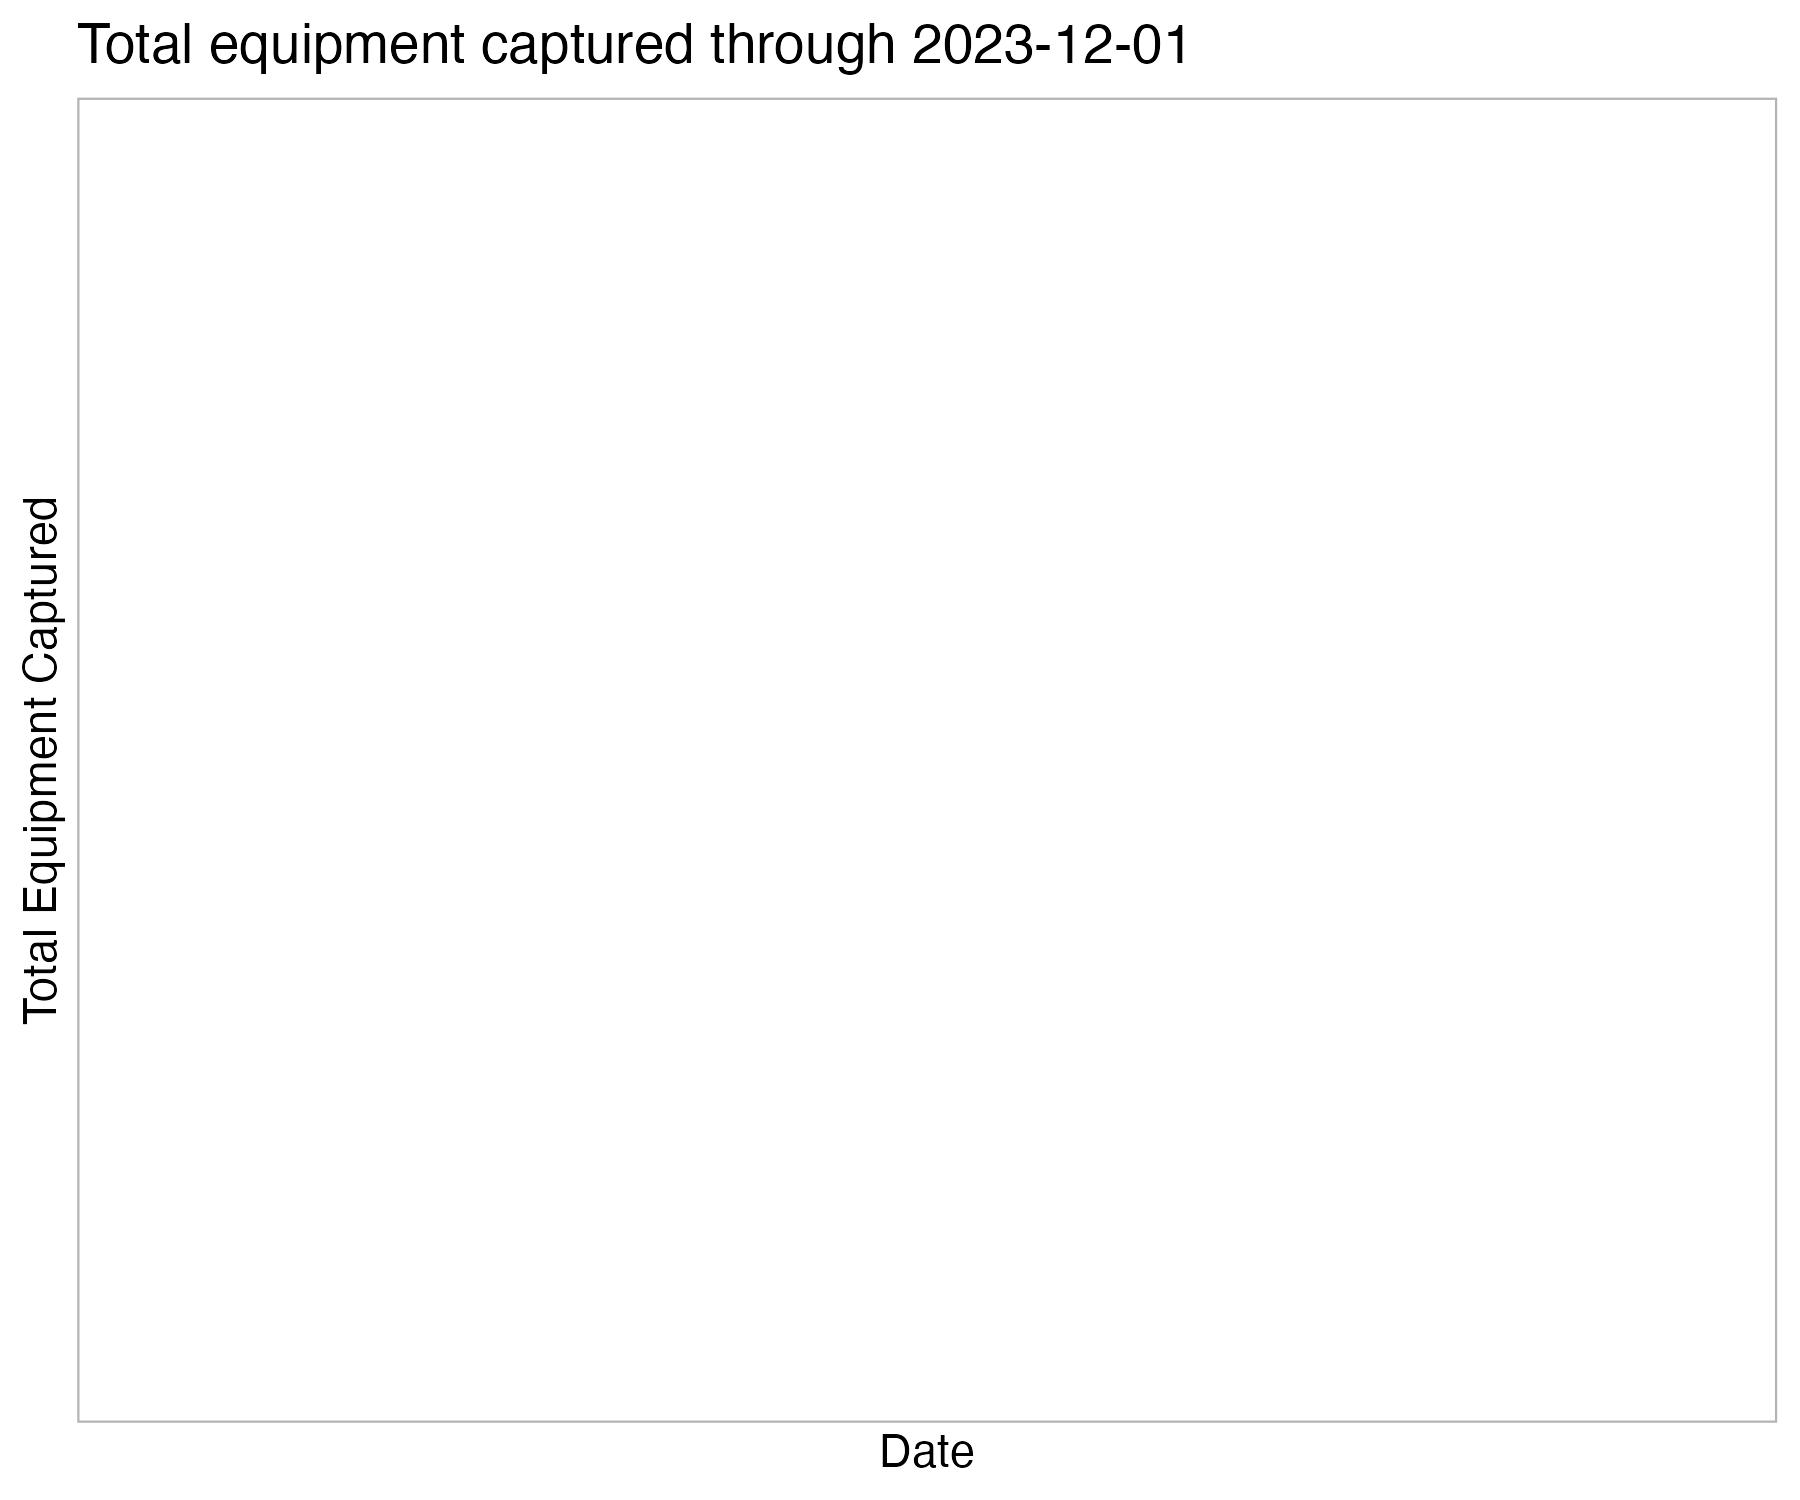 Total equipment captured through 2023-12-01
Total Equipment Captured
Date